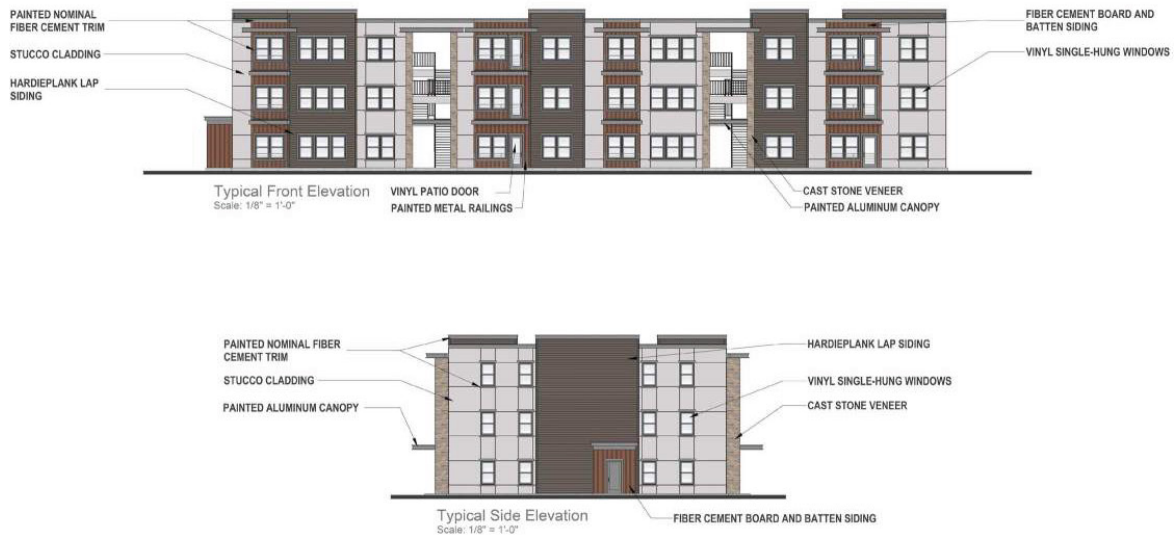 PAINTED NOMINAL
FIBER CEMENT TRIM
STUCCO CLADDING
HARDIEPLANK LAP
SIDING
FIBER CEMENT BOARD AND
BATTEN SIDING
VINYL SINGLE-HUNG WINDOWS
Typical Front Elevation
Scale: 1/8" = 1'-0"
VINYL PATIO DOOR
PAINTED METAL RAILINGS
CAST STONE VENEER
PAINTED ALUMINUM CANOPY
PAINTED NOMINAL FIBER
CEMENT TRIM
STUCCO CLADDING
PAINTED ALUMINUM CANOPY
HARDIEPLANK LAP SIDING
VINYL SINGLE-HUNG WINDOWS
CAST STONE VENEER
Typical Side Elevation
Scale: 1/8" = 1'-0"
FIBER CEMENT BOARD AND BATTEN SIDING